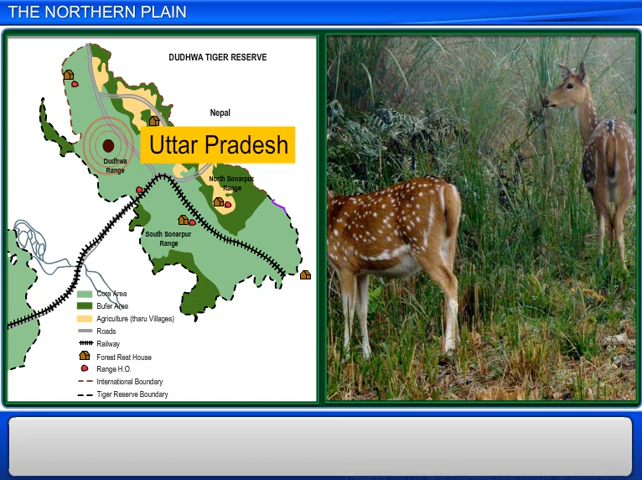 THE NORTHERN PLAIN
DUDHWA TIGER RESERVE
Nepal
Uttar Pradesh
Dudhwa
Range
North Sonarpur
Range
South Sonarpur
Range
Core Area
Bufer Area
Agriculture (tharu Villages)
Roads
Railway
Forest Rest House
Range H.O.
International Boundary
Tiger Reserve Boundary